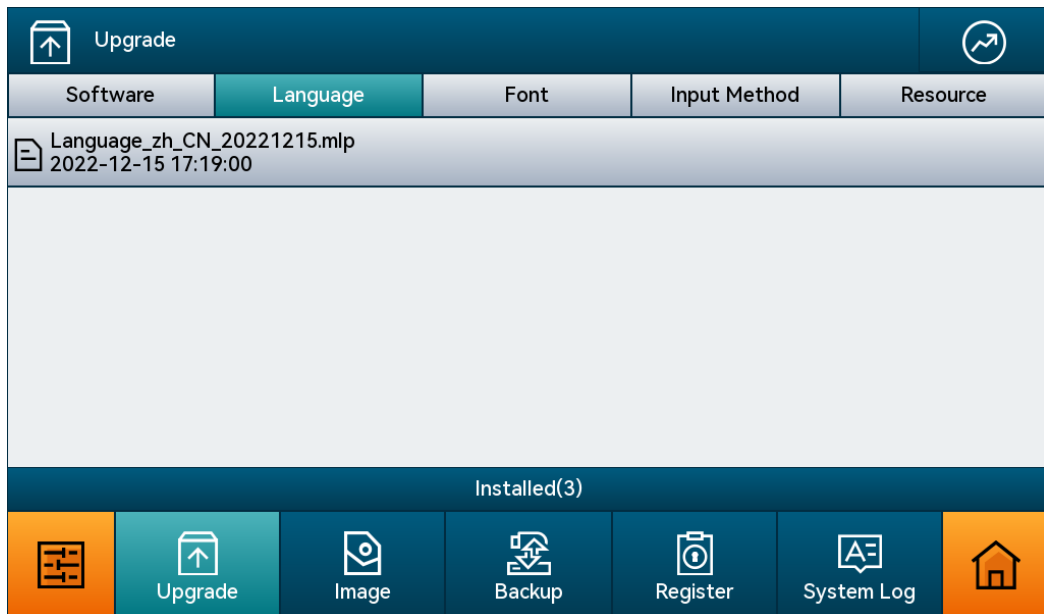 Upgrade
Software Language Font Input Method Resource
Language_zh_CN_20221215.mlp
2022-12-15 17:19:00
Installed(3)
Upgrade Image Backup Register System Log